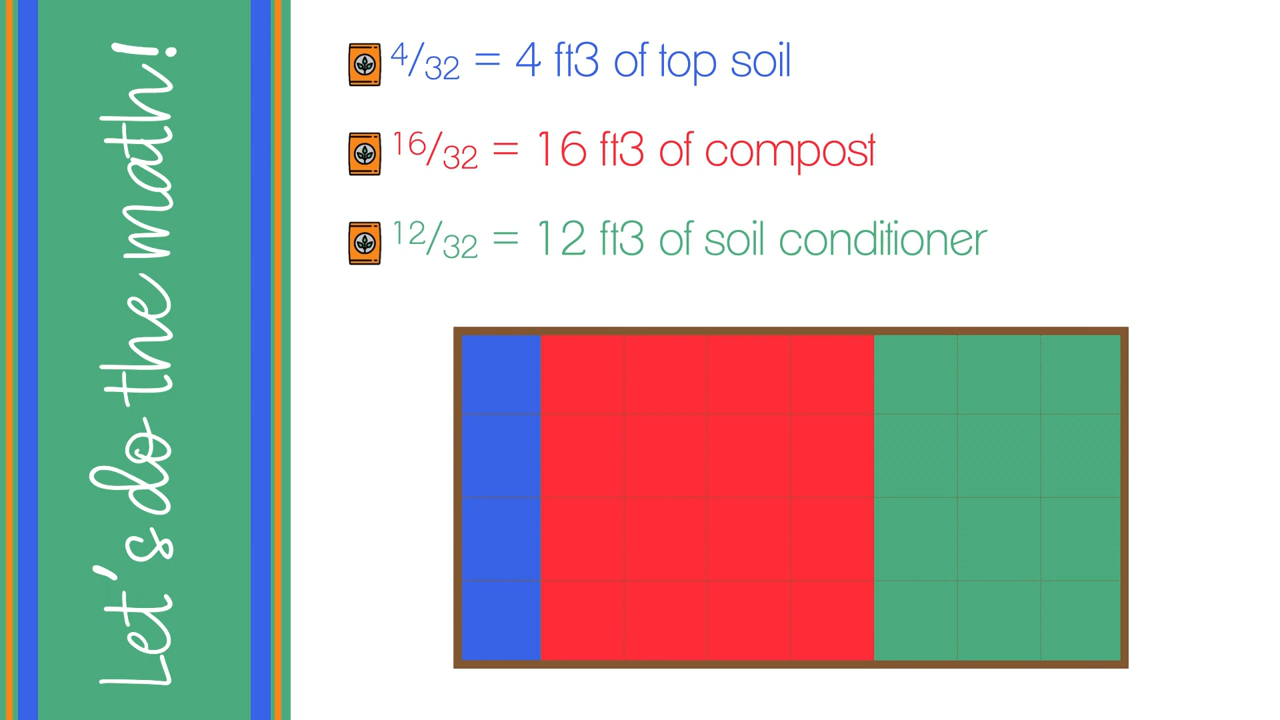 Let's do the math!
4/32 = 4 ft3 of top soil
16/32 = 16 ft3 of compost
12/32 = 12 ft3 of soil conditioner